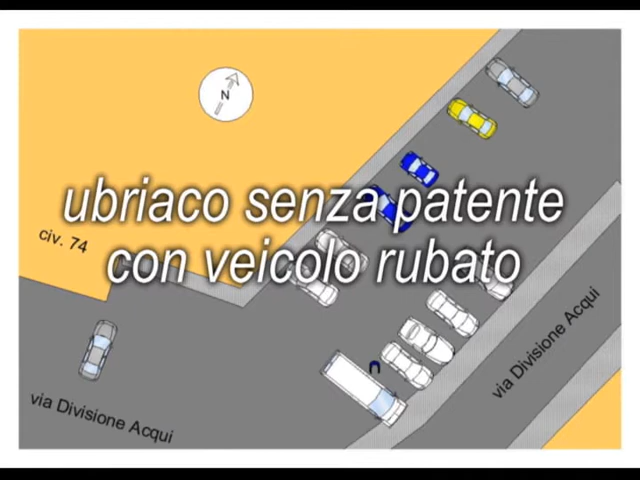 N
ubriaco senza patente
civ. 74
con veicolo rubato
via Divisione Acqui
via Divisione Acqui